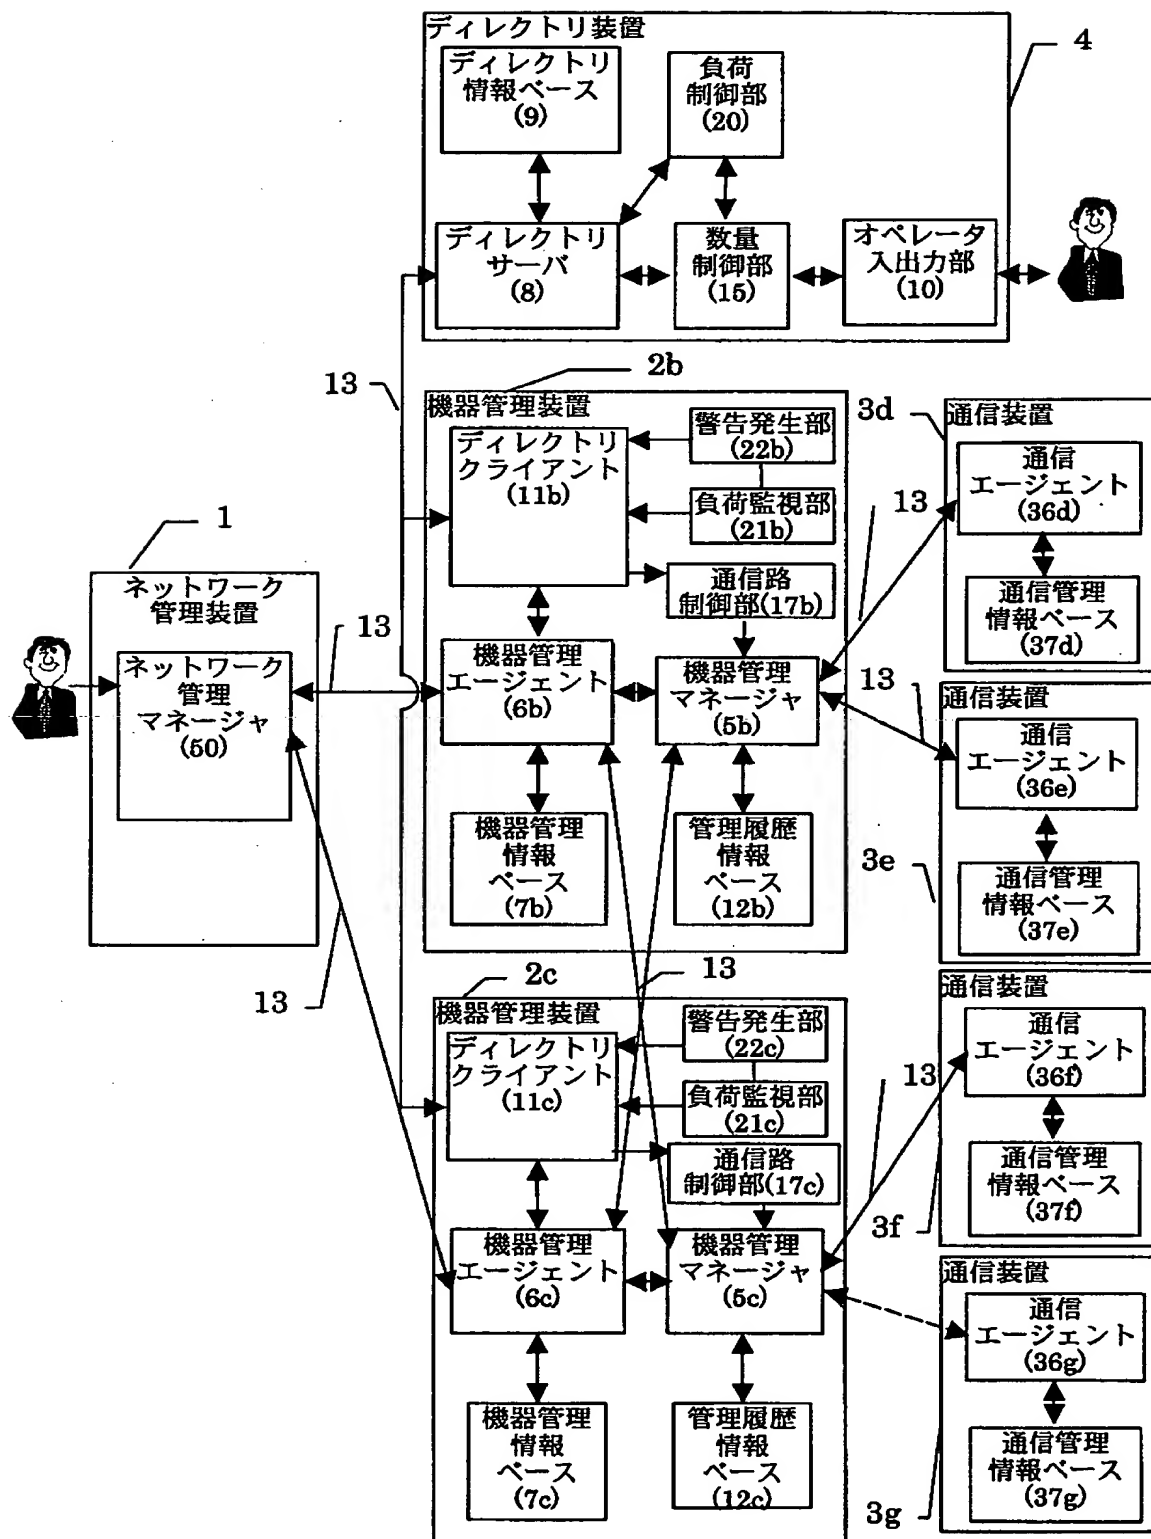 ディレクトリ装置
4
ディレクトリ
情報ベース
(9)
負荷
制御部
(20)
ディレクトリ
サーバ
(8)
数量
制御部
(15)
オペレータ
入出力部
(10)
13
2b
機器管理装置
ディレクトリ
クライアント
(11b)
警告発生部
(22b)
負荷監視部
(21b)
通信路
制御部(17b)
機器管理
エージェント
(6b)
機器管理
マネージャ
(5b)
機器管理
情報
ベース
(7b)
管理履歴
情報
ベース
(12b)
1
ネットワーク
管理装置
ネットワーク
管理
マネージャ
(50)
13
13
3d
通信装置
通信
エージェント
(36d)
通信管理
情報ベース
(37d)
13
13
通信装置
通信
エージェント
(36e)
通信管理
情報ベース
(37e)
3e
2c
13
機器管理装置
ディレクトリ
クライアント
(11c)
警告発生部
(22c)
負荷監視部
(21c)
通信路
制御部(17c)
機器管理
エージェント
(6c)
機器管理
マネージャ
(5c)
機器管理
情報
ベース
(7c)
管理履歴
情報
ベース
(12c)
13
通信装置
通信
エージェント
(36f)
通信管理
情報ベース
(37f)
3f
通信装置
通信
エージェント
(36g)
通信管理
情報ベース
(37g)
3g